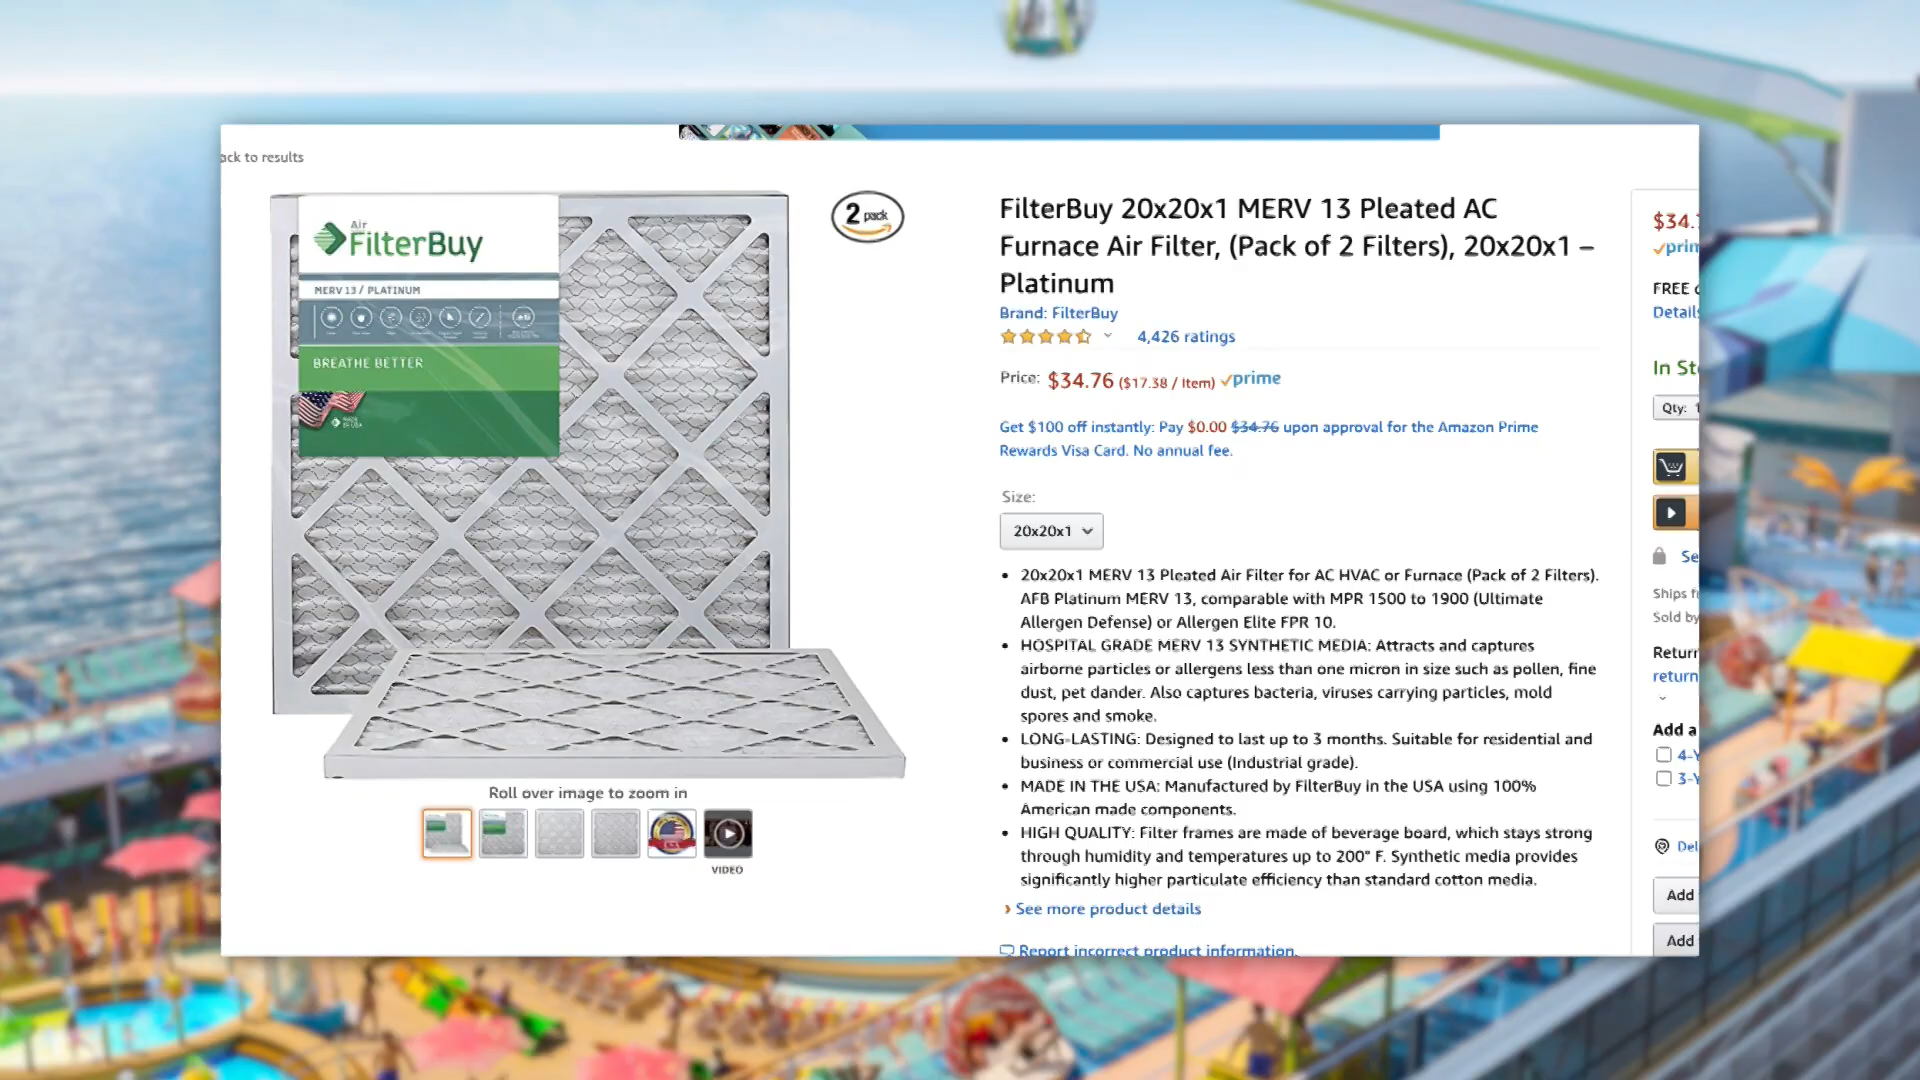 ack to results
Air
FilterBuy
MERV 13 / PLATINUM
BREATHE BETTER
MADE
IN USA
2 pack
Roll over image to zoom in
VIDEO
FilterBuy 20x20x1 MERV 13 Pleated AC
Furnace Air Filter, (Pack of 2 Filters), 20x20x1 –
Platinum
Brand: FilterBuy
4,426 ratings
Price: $34.76 ($17.38 / Item) prime
Get $100 off instantly: Pay $0.00 $34.76 upon approval for the Amazon Prime
Rewards Visa Card. No annual fee.
Size:
20x20x1
• 20x20x1 MERV 13 Pleated Air Filter for AC HVAC or Furnace (Pack of 2 Filters).
AFB Platinum MERV 13, comparable with MPR 1500 to 1900 (Ultimate
Allergen Defense) or Allergen Elite FPR 10.
• HOSPITAL GRADE MERV 13 SYNTHETIC MEDIA: Attracts and captures
airborne particles or allergens less than one micron in size such as pollen, fine
dust, pet dander. Also captures bacteria, viruses carrying particles, mold
spores and smoke.
• LONG-LASTING: Designed to last up to 3 months. Suitable for residential and
business or commercial use (Industrial grade).
• MADE IN THE USA: Manufactured by FilterBuy in the USA using 100%
American made components.
• HIGH QUALITY: Filter frames are made of beverage board, which stays strong
through humidity and temperatures up to 200° F. Synthetic media provides
significantly higher particulate efficiency than standard cotton media.
› See more product details
Report incorrect product information.
$34.
prim
FREE
Details
In St
Qty: 1
Se
Ships f
Sold by
Return
return
Add a
4-Y
3-Y
Del
Add
Add